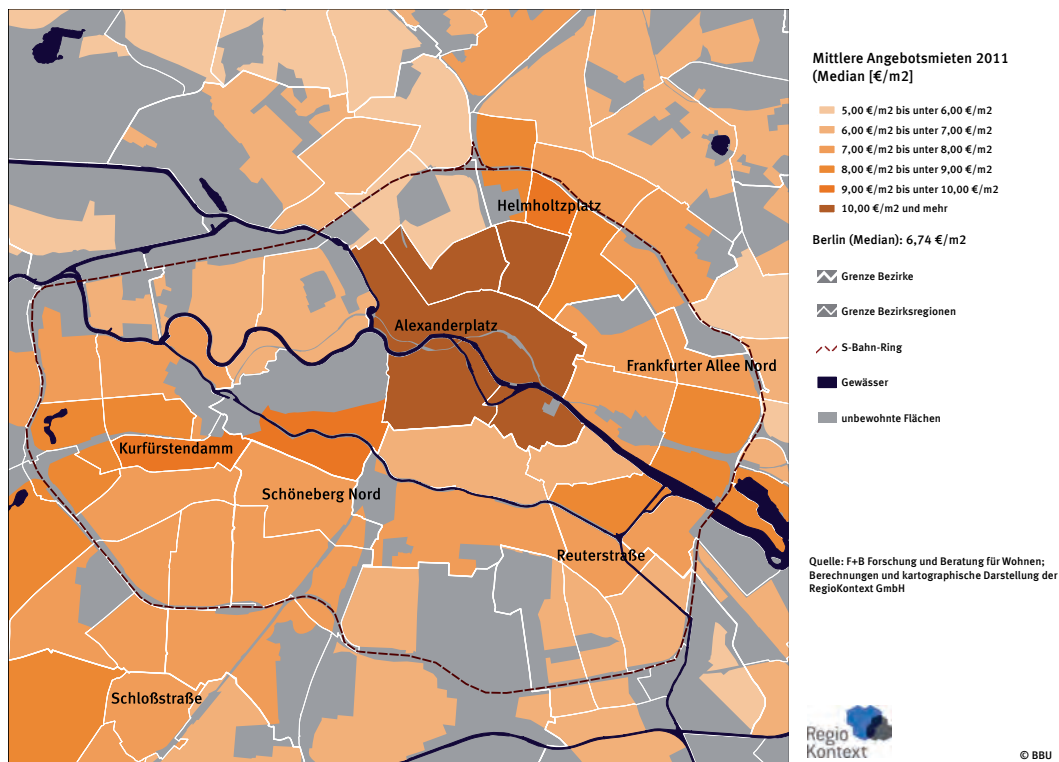 Mittlere Angebotsmieten 2011
(Median [€/m2]
5,00 €/m2 bis unter 6,00 €/m2
6,00 €/m2 bis unter 7,00 €/m2
7,00 €/m2 bis unter 8,00 €/m2
8,00 €/m2 bis unter 9,00 €/m2
9,00 €/m2 bis unter 10,00 €/m2
10,00 €/m2 und mehr
Berlin (Median): 6,74 €/m2
Grenze Bezirke
Grenze Bezirksregionen
S-Bahn-Ring
Gewässer
unbewohnte Flächen
Helmholtzplatz
Alexanderplatz
Frankfurter Allee Nord
Kurfürstendamm
Schöneberg Nord
Reuterstraße
Schloßstraße
Quelle: F+B Forschung und Beratung für Wohnen;
Berechnungen und kartographische Darstellung der
RegioKontext GmbH
Regio
Kontext
© BBU